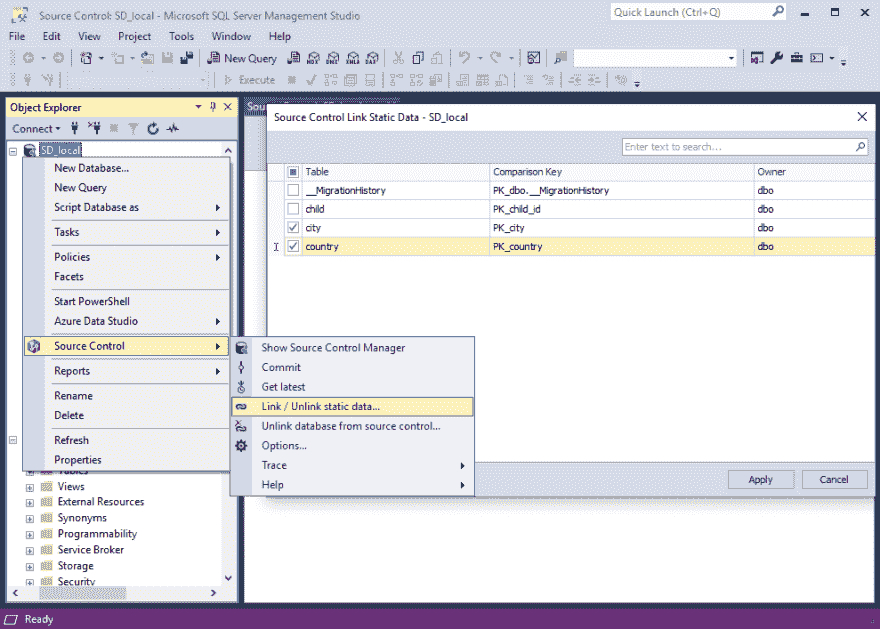 Source Control: SD_local - Microsoft SQL Server Management Studio
Quick Launch (Ctrl+Q)
File Edit View Project Tools Window Help
New Query
MDX DMX XMLA DAX
Execute
Object Explorer
Connect
SD_local
New Database...
New Query
Script Database as
Tasks
Policies
Facets
Start PowerShell
Azure Data Studio
Source Control
Reports
Rename
Delete
Refresh
Properties
Tables
Views
External Resources
Synonyms
Programmability
Service Broker
Storage
Security
Show Source Control Manager
Commit
Get latest
Link / Unlink static data...
Unlink database from source control...
Options...
Trace
Help
Source Control Link Static Data - SD_local
Enter text to search...
Table Comparison Key Owner
__MigrationHistory PK_dbo.__MigrationHistory dbo
child PK_child_id dbo
city PK_city dbo
country PK_country dbo
Apply Cancel
Ready